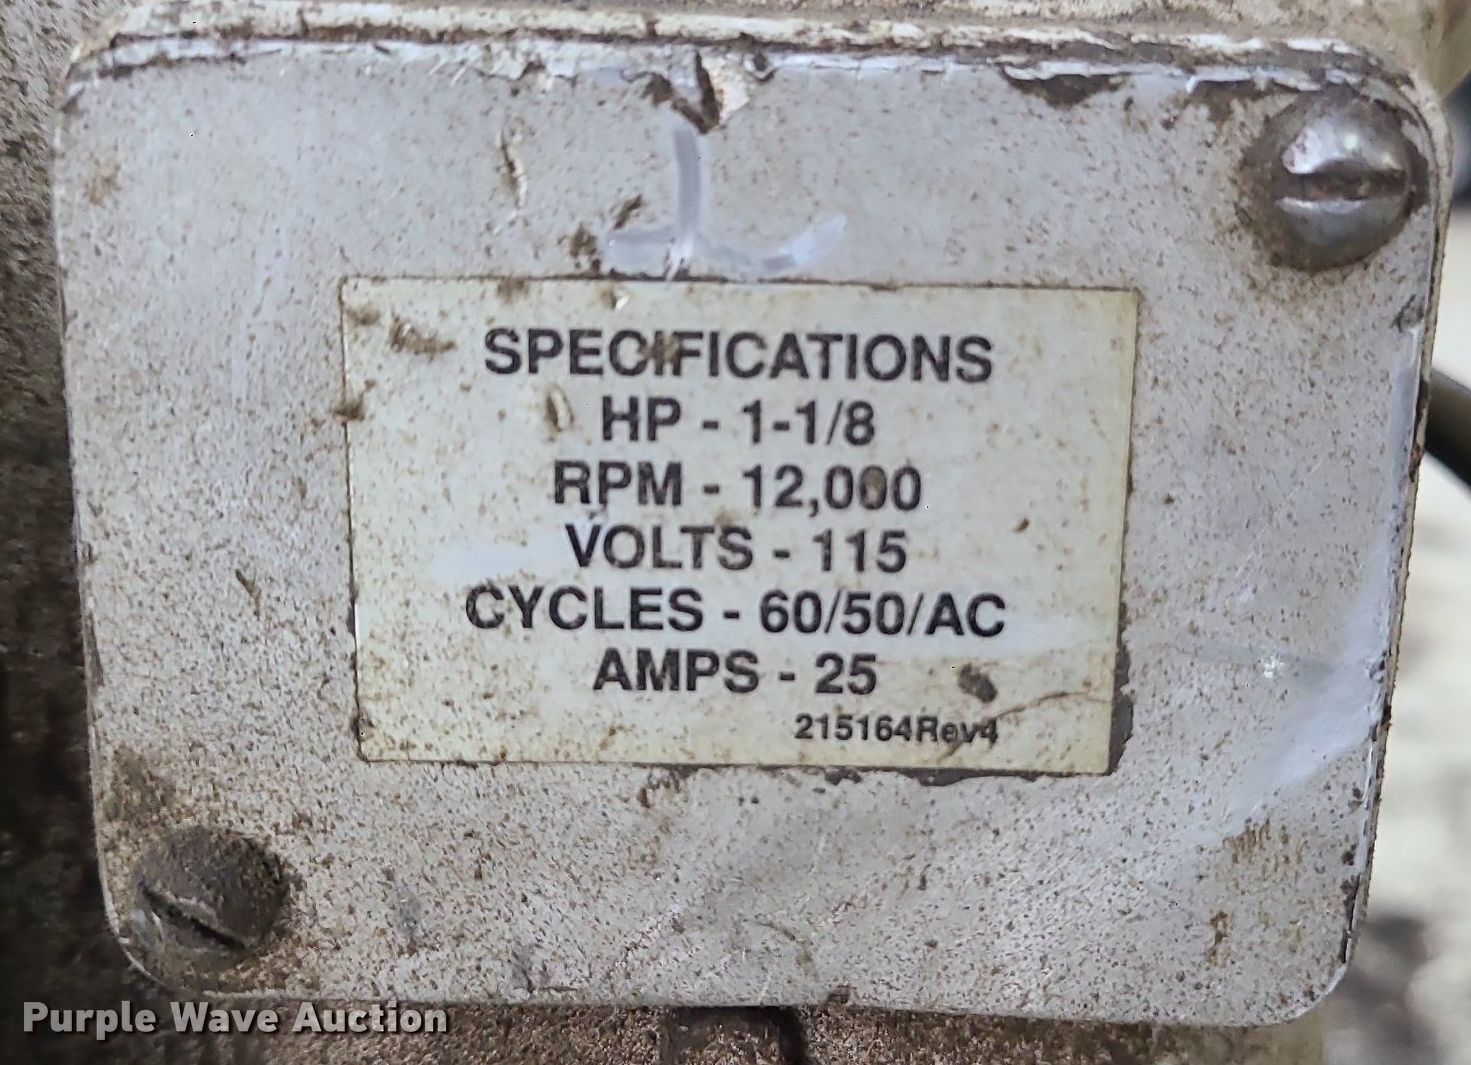 SPECIFICATIONS
HP - 1-1/8
RPM - 12,000
VOLTS - 115
CYCLES - 60/50/AC
AMPS - 25
215164Rev4
Purple Wave Auction